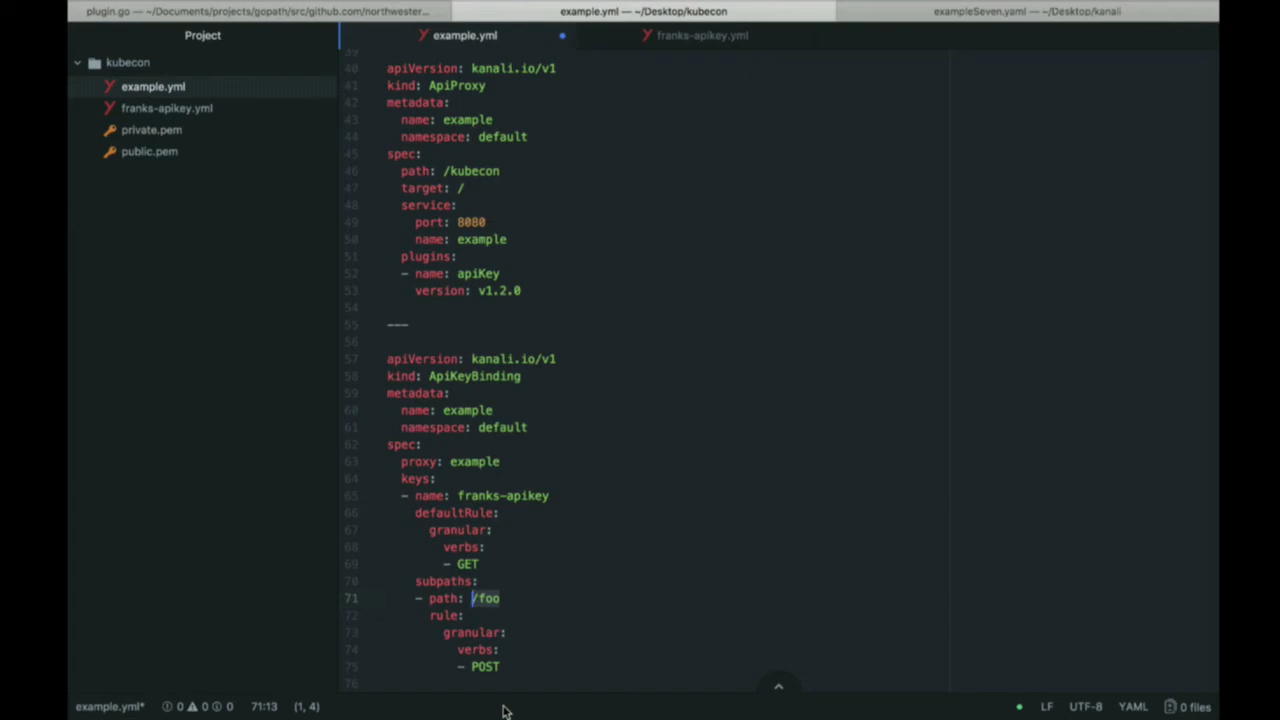 plugin.go — ~/Documents/projects/gopath/src/github.com/northwester...
example.yml — ~/Desktop/kubecon
exampleSeven.yaml — ~/Desktop/kanali
Project
example.yml
franks-apikey.yml
kubecon
example.yml
franks-apikey.yml
private.pem
public.pem
39
40 apiVersion: kanali.io/v1
41 kind: ApiProxy
42 metadata:
43 name: example
44 namespace: default
45 spec:
46 path: /kubecon
47 target: /
48 service:
49 port: 8080
50 name: example
51 plugins:
52 - name: apiKey
53 version: v1.2.0
54
55 ---
56
57 apiVersion: kanali.io/v1
58 kind: ApiKeyBinding
59 metadata:
60 name: example
61 namespace: default
62 spec:
63 proxy: example
64 keys:
65 - name: franks-apikey
66 defaultRule:
67 granular:
68 verbs:
69 - GET
70 subpaths:
71 - path: /foo
72 rule:
73 granular:
74 verbs:
75 - POST
76
example.yml* 0 0 0 71:13 (1, 4) LF UTF-8 YAML 0 files